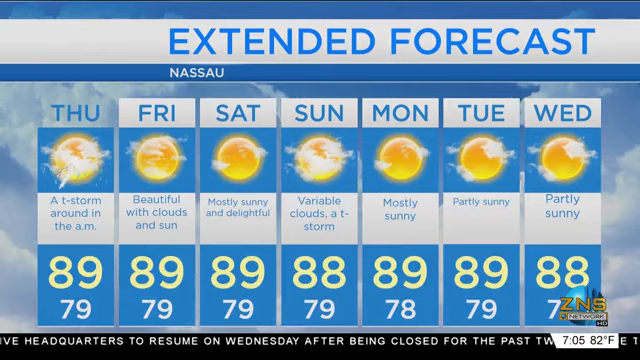 EXTENDED FORECAST
NASSAU
THU FRI SAT SUN MON TUE WED
A t-storm
around in
the a.m.
Beautiful
with clouds
and sun
Mostly sunny
and delightful
Variable
clouds, a t-
storm
Mostly
sunny
Partly sunny
Partly
sunny
89 89 89 88 89 89 88
79 79 79 79 78 79
ZNS
NETWORK
HD
IVE HEADQUARTERS TO RESUME ON WEDNESDAY AFTER BEING CLOSED FOR THE PAST TW
7:05 82°F